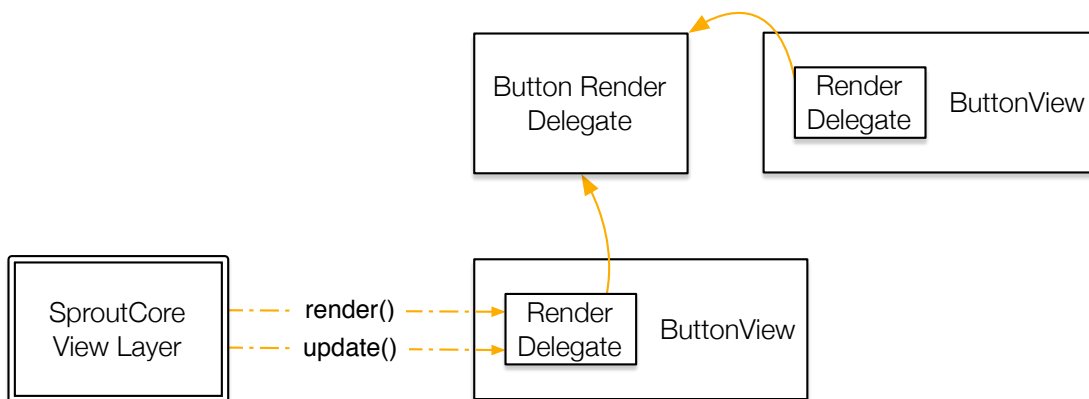 Button Render
Delegate
Render
Delegate
ButtonView
SproutCore
View Layer
render()
update()
Render
Delegate
ButtonView